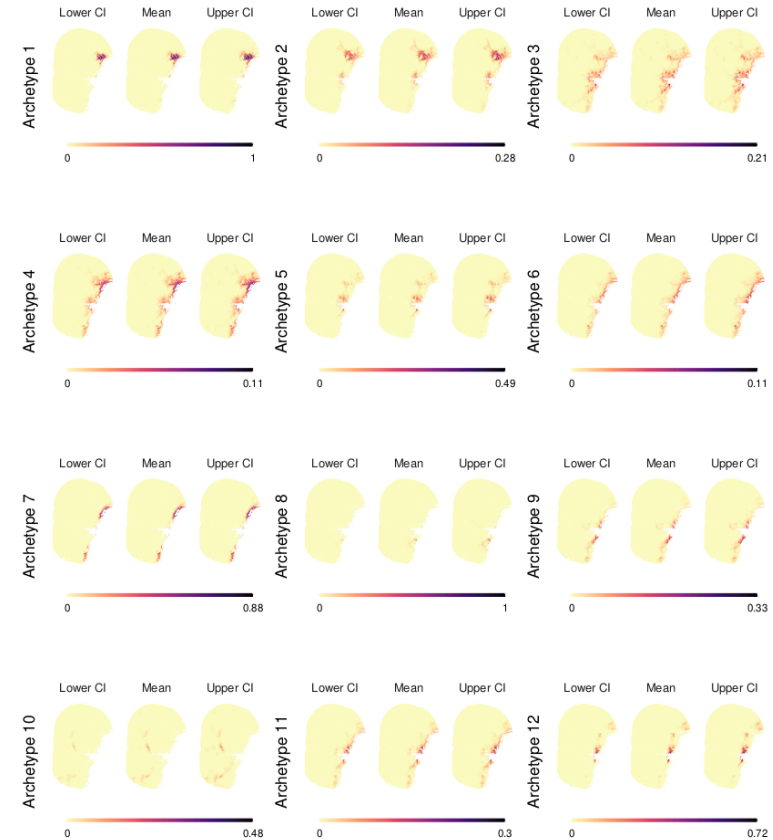 Lower CI Mean Upper CI Lower CI Mean Upper CI Lower CI Mean Upper CI
Archetype 1 Archetype 2 Archetype 3
0 1 0 0.28 0 0.21
Lower CI Mean Upper CI Lower CI Mean Upper CI Lower CI Mean Upper CI
Archetype 4 Archetype 5 Archetype 6
0 0.11 0 0.49 0 0.11
Lower CI Mean Upper CI Lower CI Mean Upper CI Lower CI Mean Upper CI
Archetype 7 Archetype 8 Archetype 9
0 0.88 0 1 0 0.33
Lower CI Mean Upper CI Lower CI Mean Upper CI Lower CI Mean Upper CI
Archetype 10 Archetype 11 Archetype 12
0 0.48 0 0.3 0 0.72